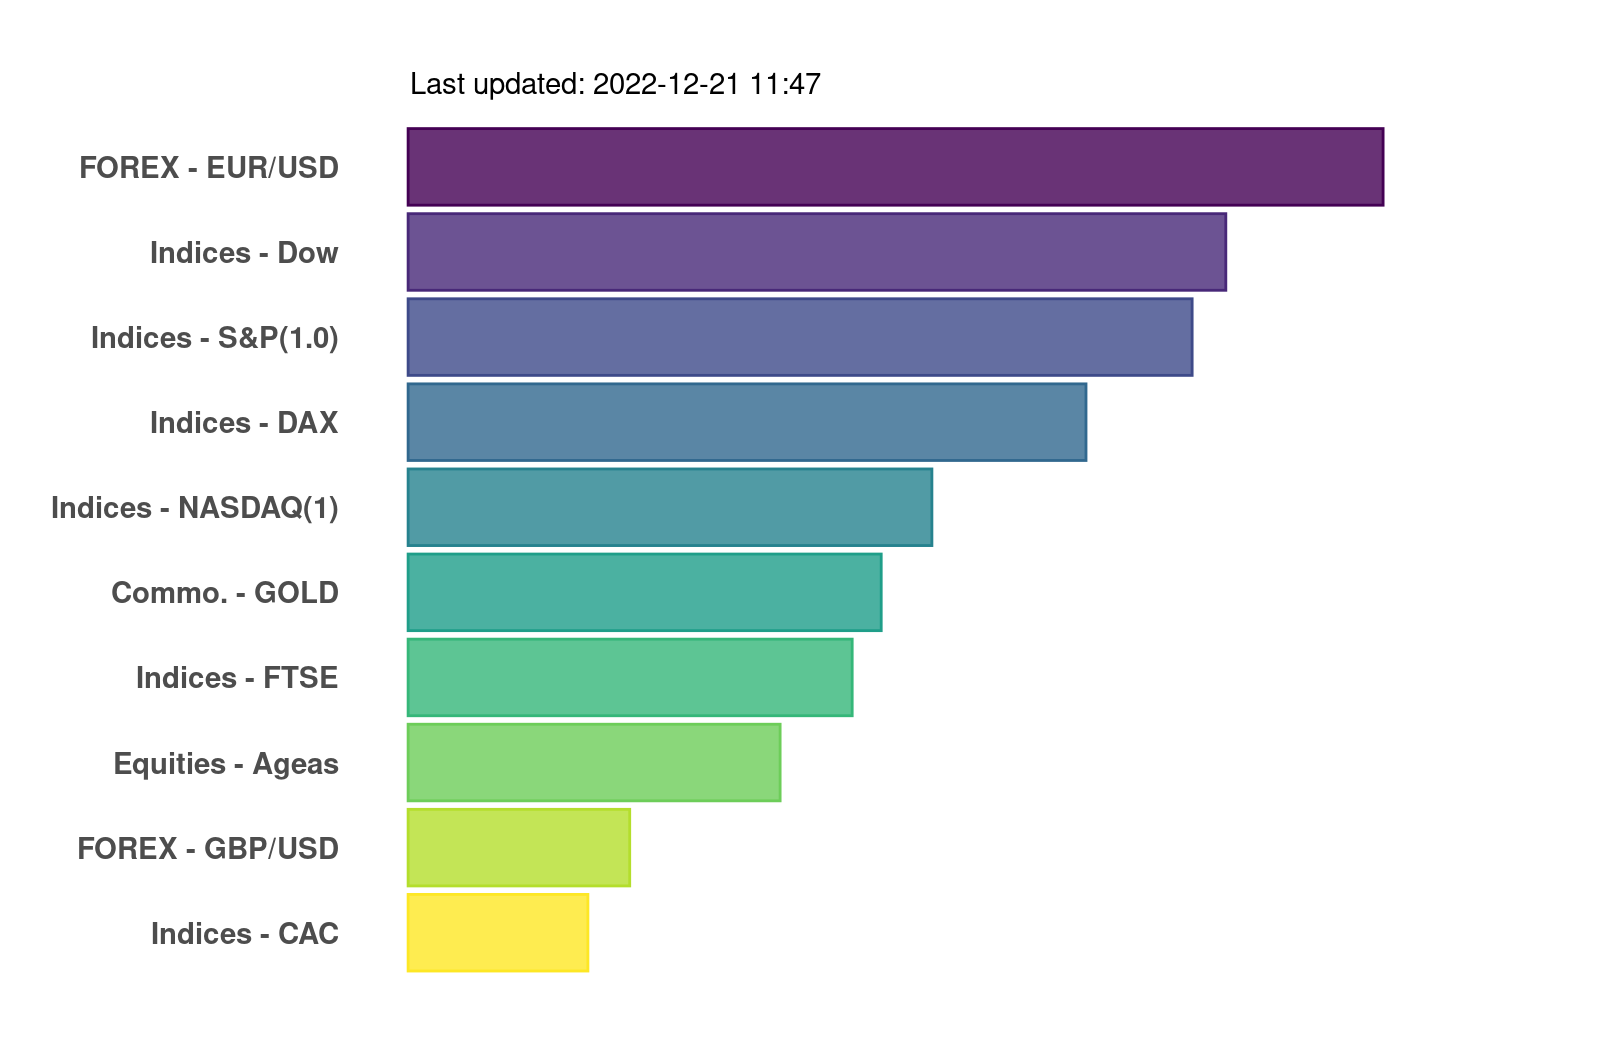 Last updated: 2022-12-21 11:47
FOREX - EUR/USD
Indices - Dow
Indices - S&P(1.0)
Indices - DAX
Indices - NASDAQ(1)
Commo. - GOLD
Indices - FTSE
Equities - Ageas
FOREX - GBP/USD
Indices - CAC